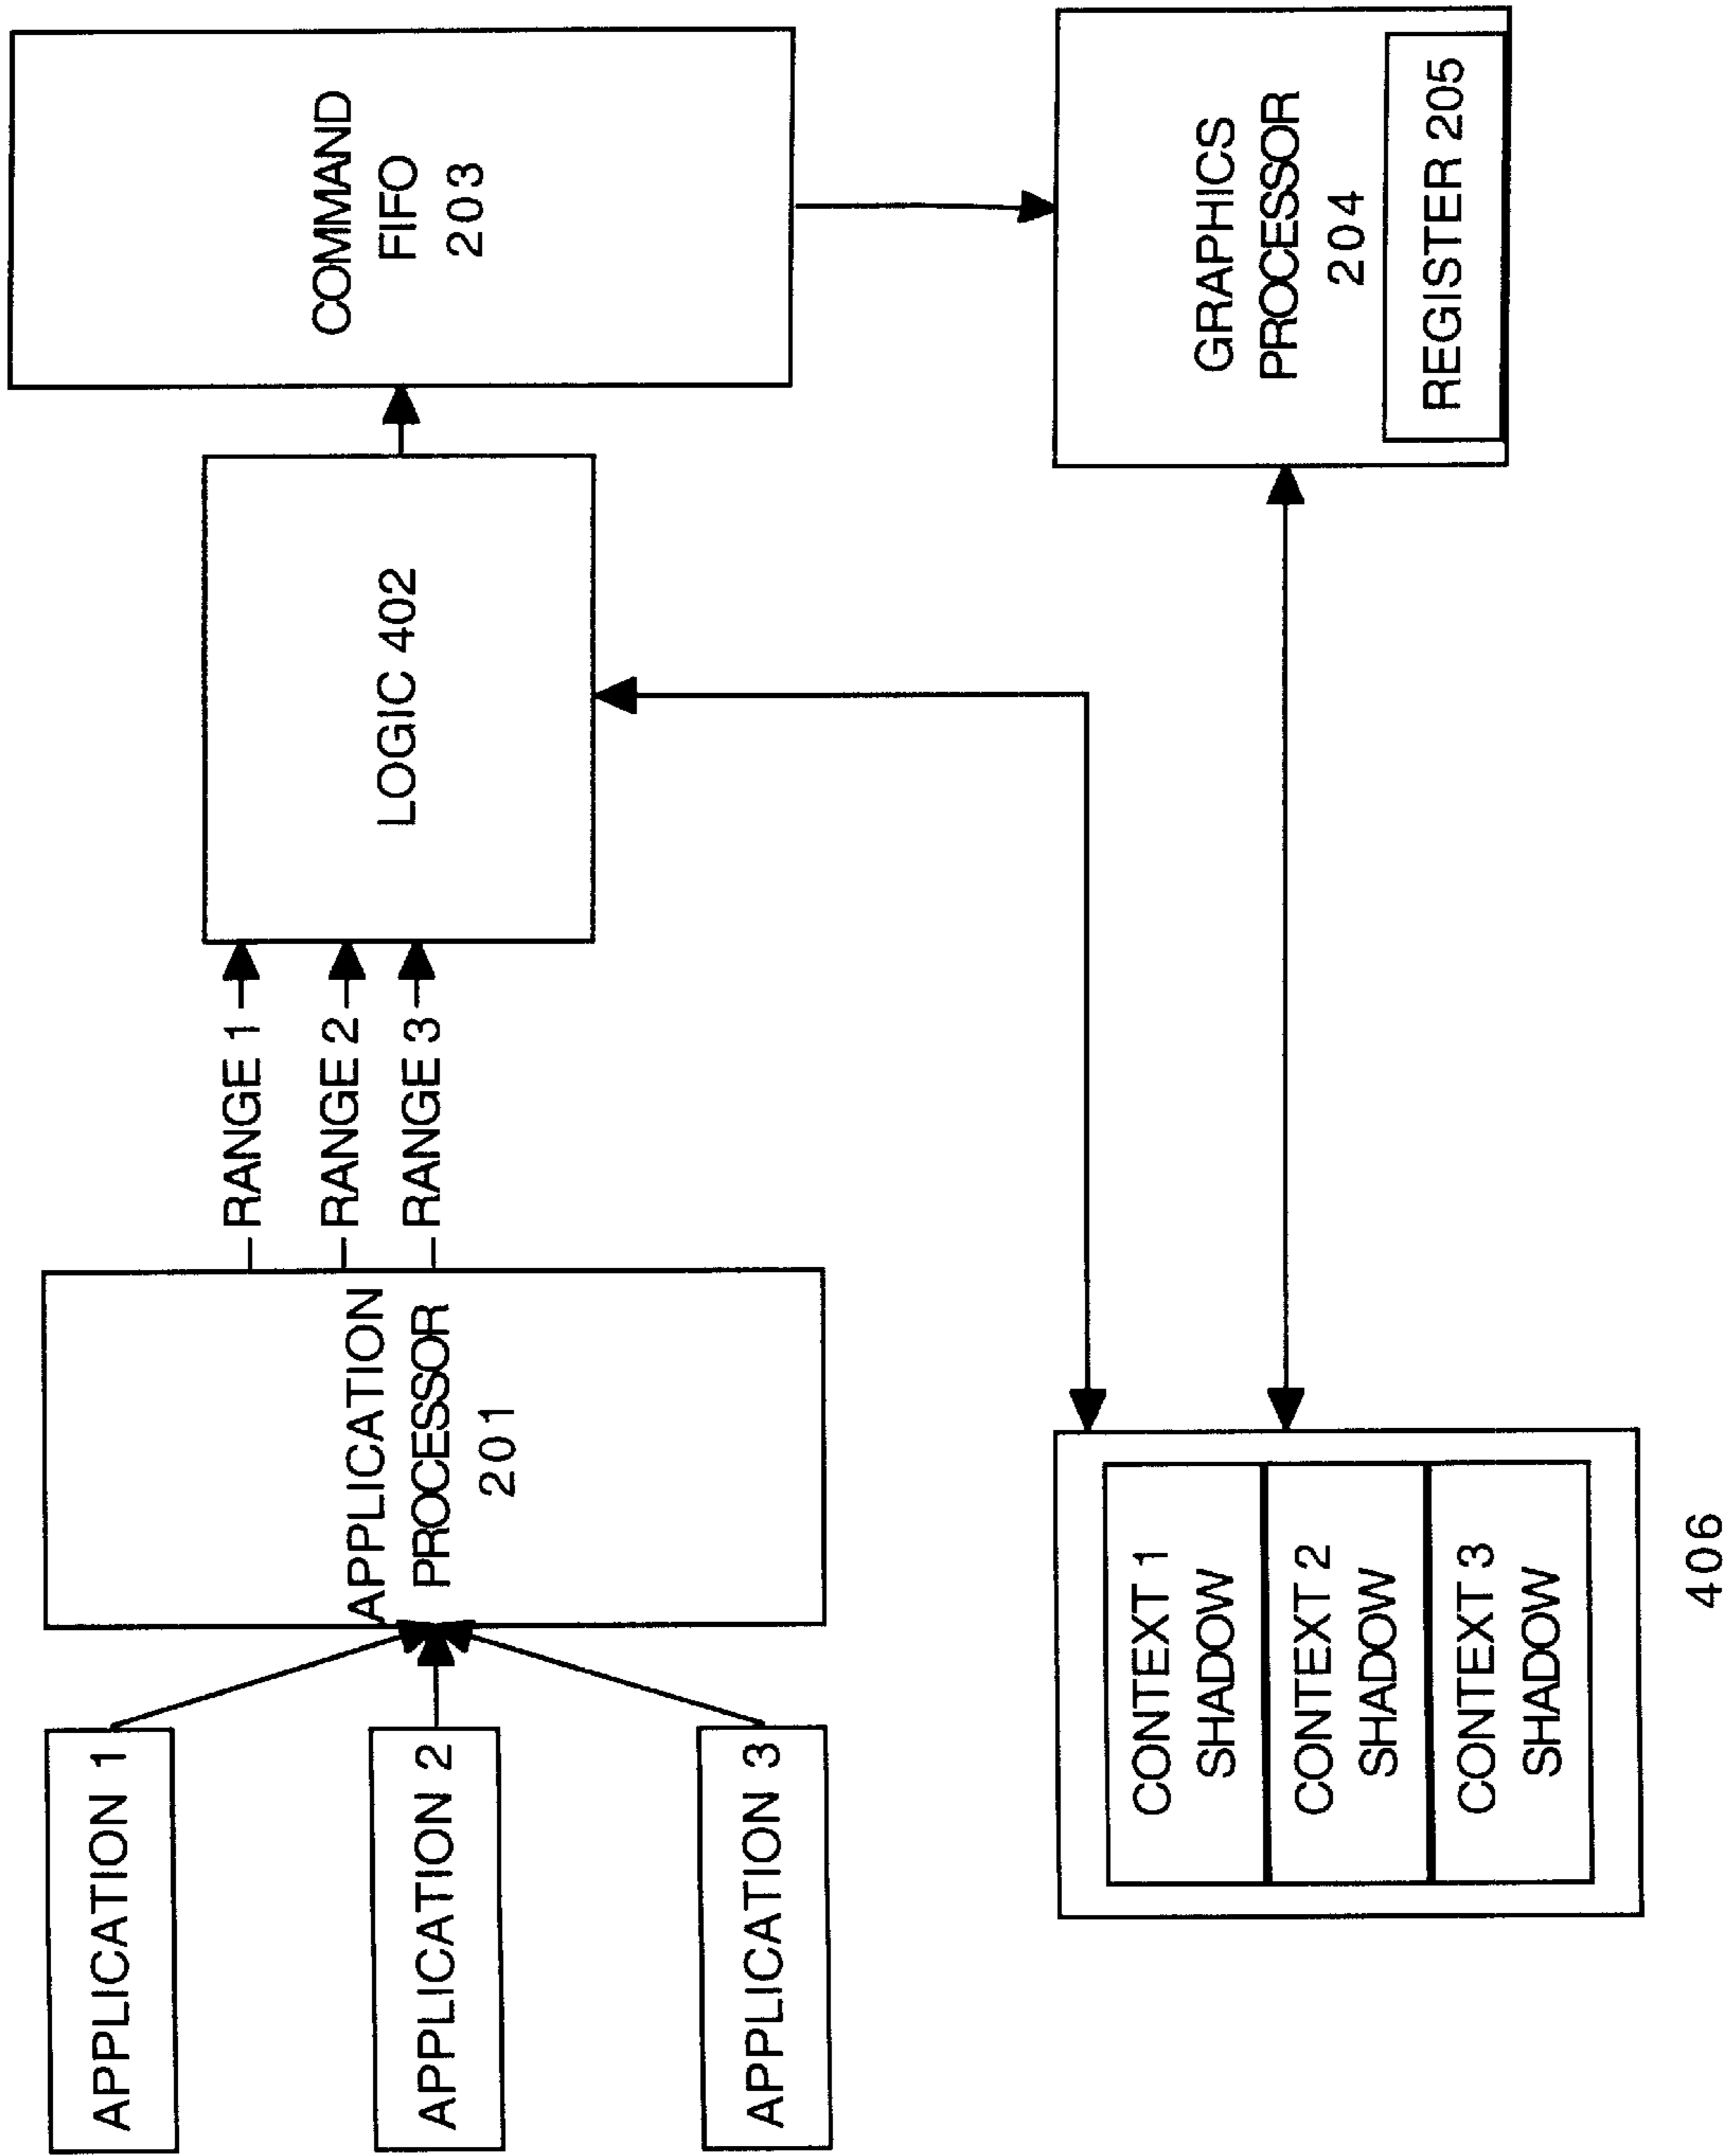 APPLICATION 1
APPLICATION 2
APPLICATION 3
APPLICATION
PROCESSOR
201
RANGE 1
RANGE 2
RANGE 3
LOGIC 402
COMMAND
FIFO
203
CONTEXT 1
SHADOW
CONTEXT 2
SHADOW
CONTEXT 3
SHADOW
406
GRAPHICS
PROCESSOR
204
REGISTER 205